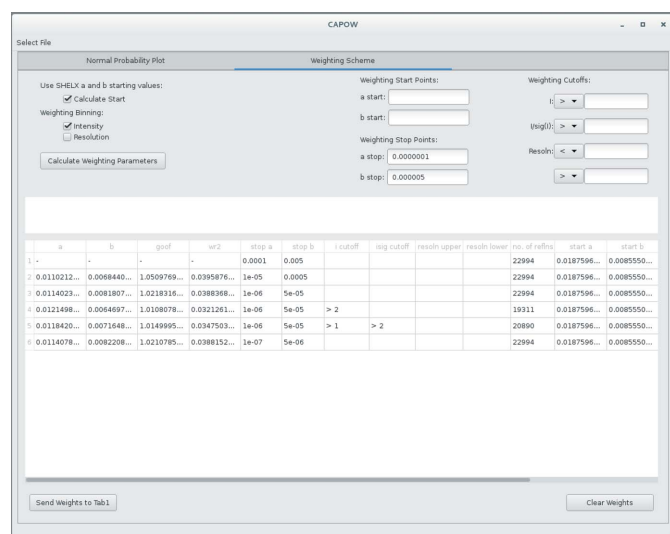 CAPOW
Select File
Normal Probability Plot Weighting Scheme
Use SHELX a and b starting values:
Calculate Start
Weighting Binning:
Intensity
Resolution
Calculate Weighting Parameters
Weighting Start Points:
a start:
b start:
Weighting Stop Points:
a stop: 0.0000001
b stop: 0.000005
Weighting Cutoffs:
I: >
I/sig(I): >
Resoln: <
>
a b goof wr2 stop a stop b i cutoff isig cutoff resoln upper resoln lower no. of reflns start a start b
1 - - - - 0.0001 0.005 22994 0.0187596... 0.0085550...
2 0.0110212... 0.0068440... 1.0509769... 0.0395876... 1e-05 0.0005 22994 0.0187596... 0.0085550...
3 0.0114023... 0.0081807... 1.0218316... 0.0388368... 1e-06 5e-05 22994 0.0187596... 0.0085550...
4 0.0121498... 0.0064697... 1.0108078... 0.0321261... 1e-06 5e-05 > 2 19311 0.0187596... 0.0085550...
5 0.0118420... 0.0071648... 1.0149995... 0.0347503... 1e-06 5e-05 > 1 > 2 20890 0.0187596... 0.0085550...
6 0.0114078... 0.0082208... 1.0210785... 0.0388152... 1e-07 5e-06 22994 0.0187596... 0.0085550...
Send Weights to Tab1 Clear Weights